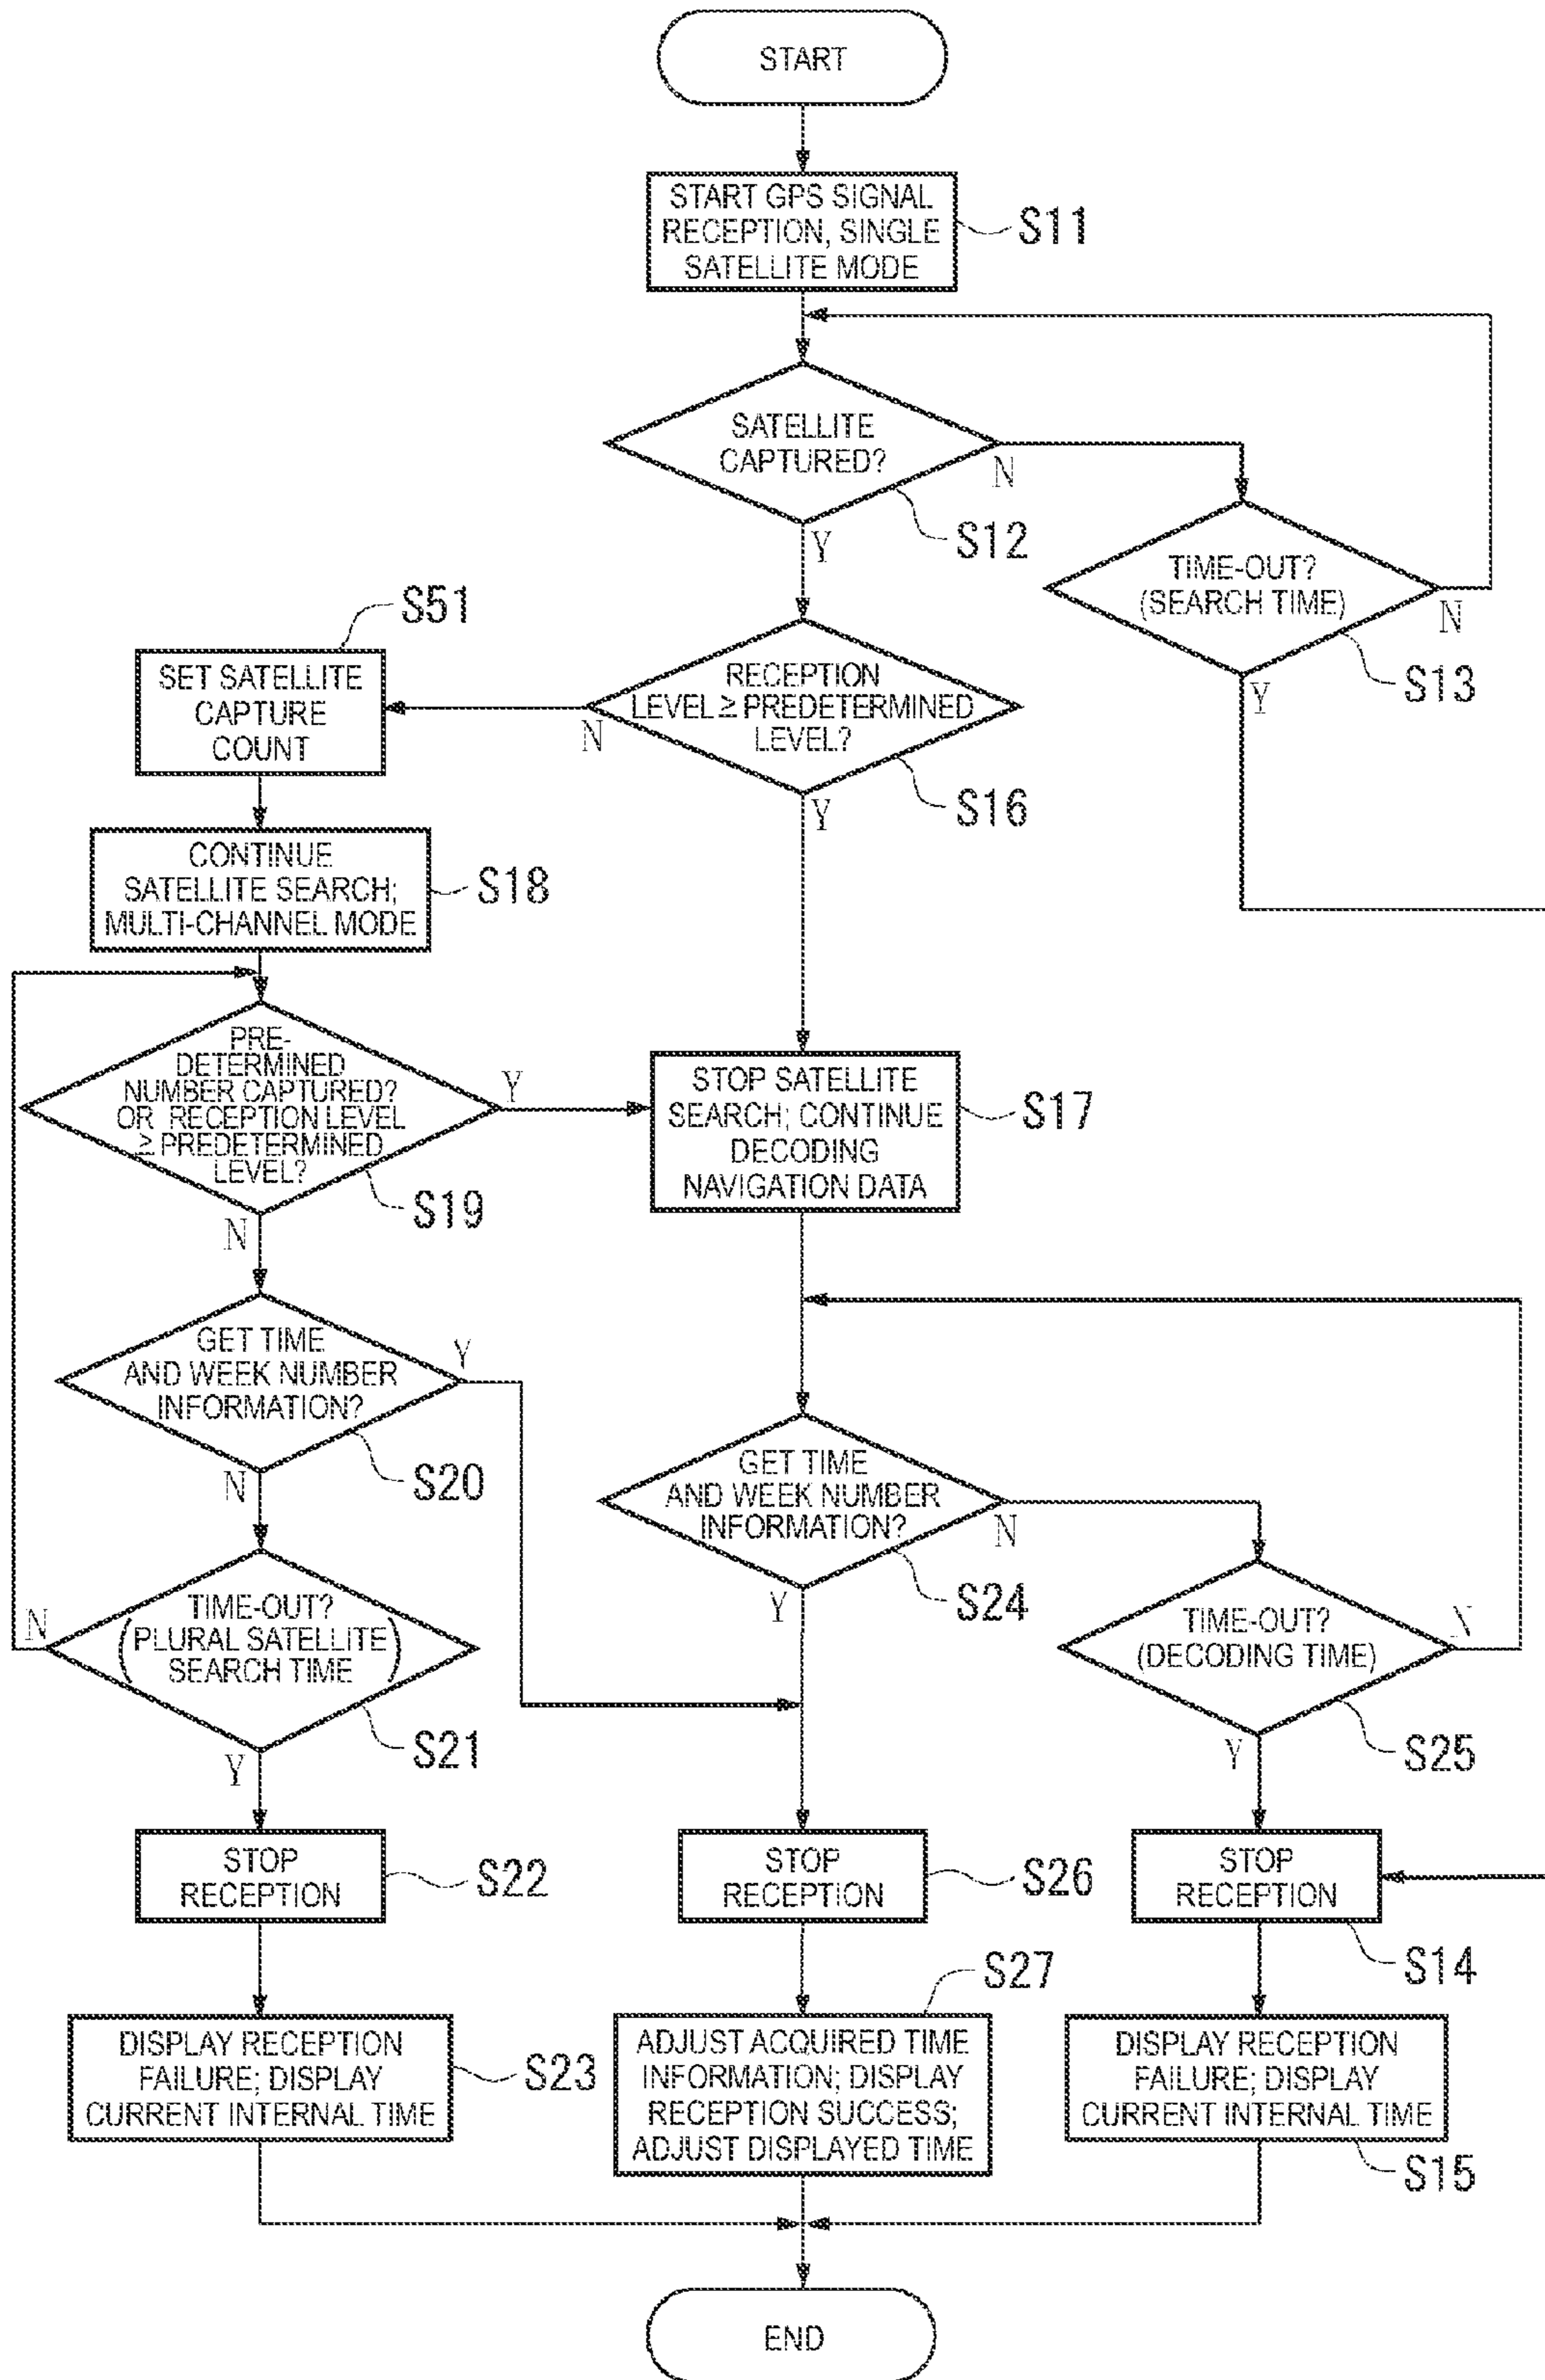 START
START GPS SIGNAL
RECEPTION, SINGLE
SATELLITE MODE
S11
SATELLITE
CAPTURED?
N
S12
Y
TIME-OUT?
(SEARCH TIME)
N
S13
Y
S51
SET SATELLITE
CAPTURE
COUNT
RECEPTION
LEVEL ≥ PREDETERMINED
LEVEL?
N
S16
Y
CONTINUE
SATELLITE SEARCH;
MULTI-CHANNEL MODE
S18
PRE-
DETERMINED
NUMBER CAPTURED?
OR RECEPTION LEVEL
≥ PREDETERMINED
LEVEL?
Y
S19
N
STOP SATELLITE
SEARCH; CONTINUE
DECODING
NAVIGATION DATA
S17
GET TIME
AND WEEK NUMBER
INFORMATION?
Y
S20
N
GET TIME
AND WEEK NUMBER
INFORMATION?
N
S24
Y
TIME-OUT?
(PLURAL SATELLITE
SEARCH TIME)
N
S21
Y
TIME-OUT?
(DECODING TIME)
N
S25
Y
STOP
RECEPTION
S22
STOP
RECEPTION
S26
STOP
RECEPTION
S14
DISPLAY RECEPTION
FAILURE; DISPLAY
CURRENT INTERNAL TIME
S23
S27
ADJUST ACQUIRED TIME
INFORMATION; DISPLAY
RECEPTION SUCCESS;
ADJUST DISPLAYED TIME
DISPLAY RECEPTION
FAILURE; DISPLAY
CURRENT INTERNAL TIME
S15
END